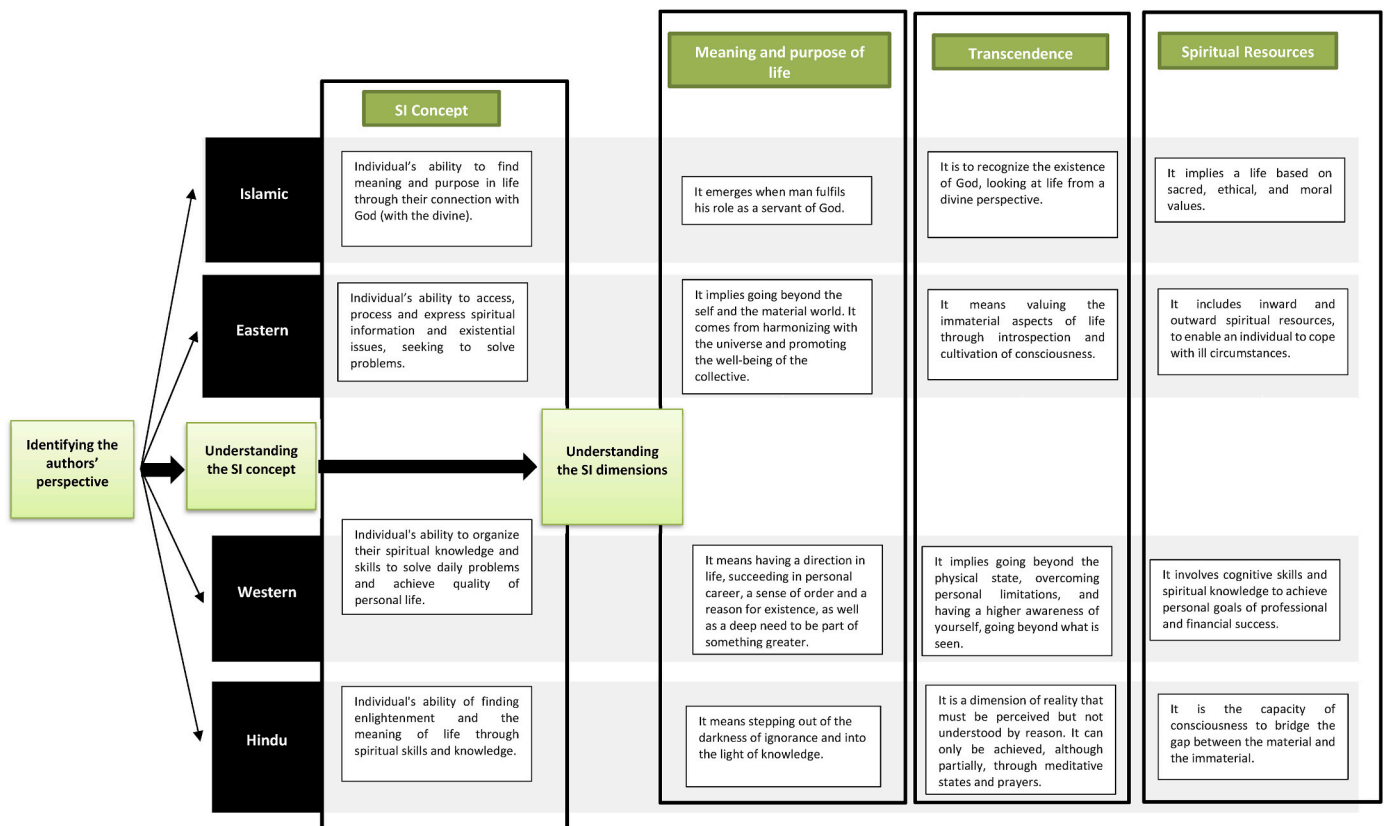 Meaning and purpose of
life
Transcendence
Spiritual Resources
SI Concept
Islamic
Individual’s ability to find
meaning and purpose in life
through their connection with
God (with the divine).
It emerges when man fulfils
his role as a servant of God.
It is to recognize the existence
of God, looking at life from a
divine perspective.
It implies a life based on
sacred, ethical, and moral
values.
Eastern
Individual’s ability to access,
process and express spiritual
information and existential
issues, seeking to solve
problems.
It implies going beyond the
self and the material world. It
comes from harmonizing with
the universe and promoting
the well-being of the
collective.
It means valuing the
immaterial aspects of life
through introspection and
cultivation of consciousness.
It includes inward and
outward spiritual resources,
to enable an individual to cope
with ill circumstances.
Identifying the
authors’
perspective
Understanding
the SI concept
Understanding
the SI dimensions
Western
Individual's ability to organize
their spiritual knowledge and
skills to solve daily problems
and achieve quality of
personal life.
It means having a direction in
life, succeeding in personal
career, a sense of order and a
reason for existence, as well
as a deep need to be part of
something greater.
It implies going beyond the
physical state, overcoming
personal limitations, and
having a higher awareness of
yourself, going beyond what is
seen.
It involves cognitive skills and
spiritual knowledge to achieve
personal goals of professional
and financial success.
Hindu
Individual's ability of finding
enlightenment and the
meaning of life through
spiritual skills and knowledge.
It means stepping out of the
darkness of ignorance and into
the light of knowledge.
It is a dimension of reality that
must be perceived but not
understood by reason. It can
only be achieved, although
partially, through meditative
states and prayers.
It is the capacity of
consciousness to bridge the
gap between the material and
the immaterial.